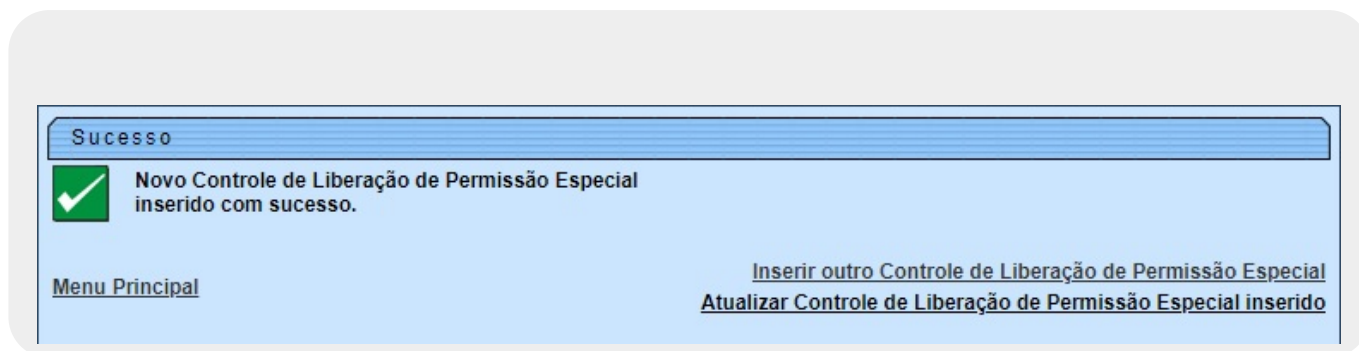 Sucesso
Novo Controle de Liberação de Permissão Especial
inserido com sucesso.
Inserir outro Controle de Liberação de Permissão Especial
Menu Principal
Atualizar Controle de Liberação de Permissão Especial inserido